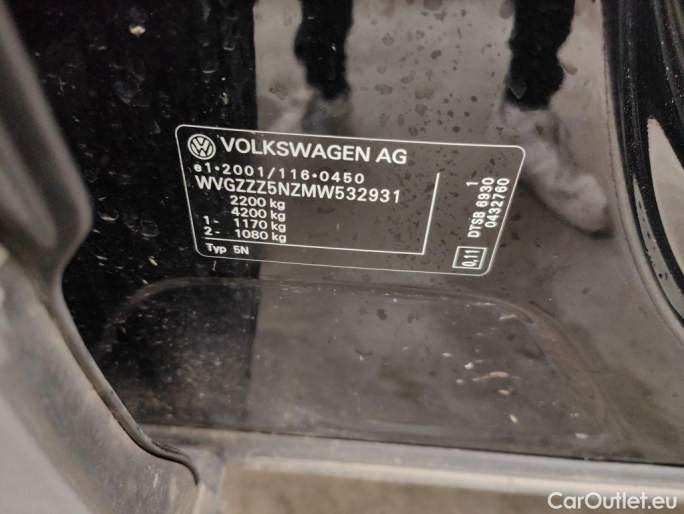 VOLKSWAGEN AG
e1*2001/116*0450
WVGZZZ5NZMW532931
2200 kg
4200 kg
1- 1170 kg
2- 1080 kg
Typ 5N
0,11
DTSB 6930 1
0432760
CarOutlet.eu